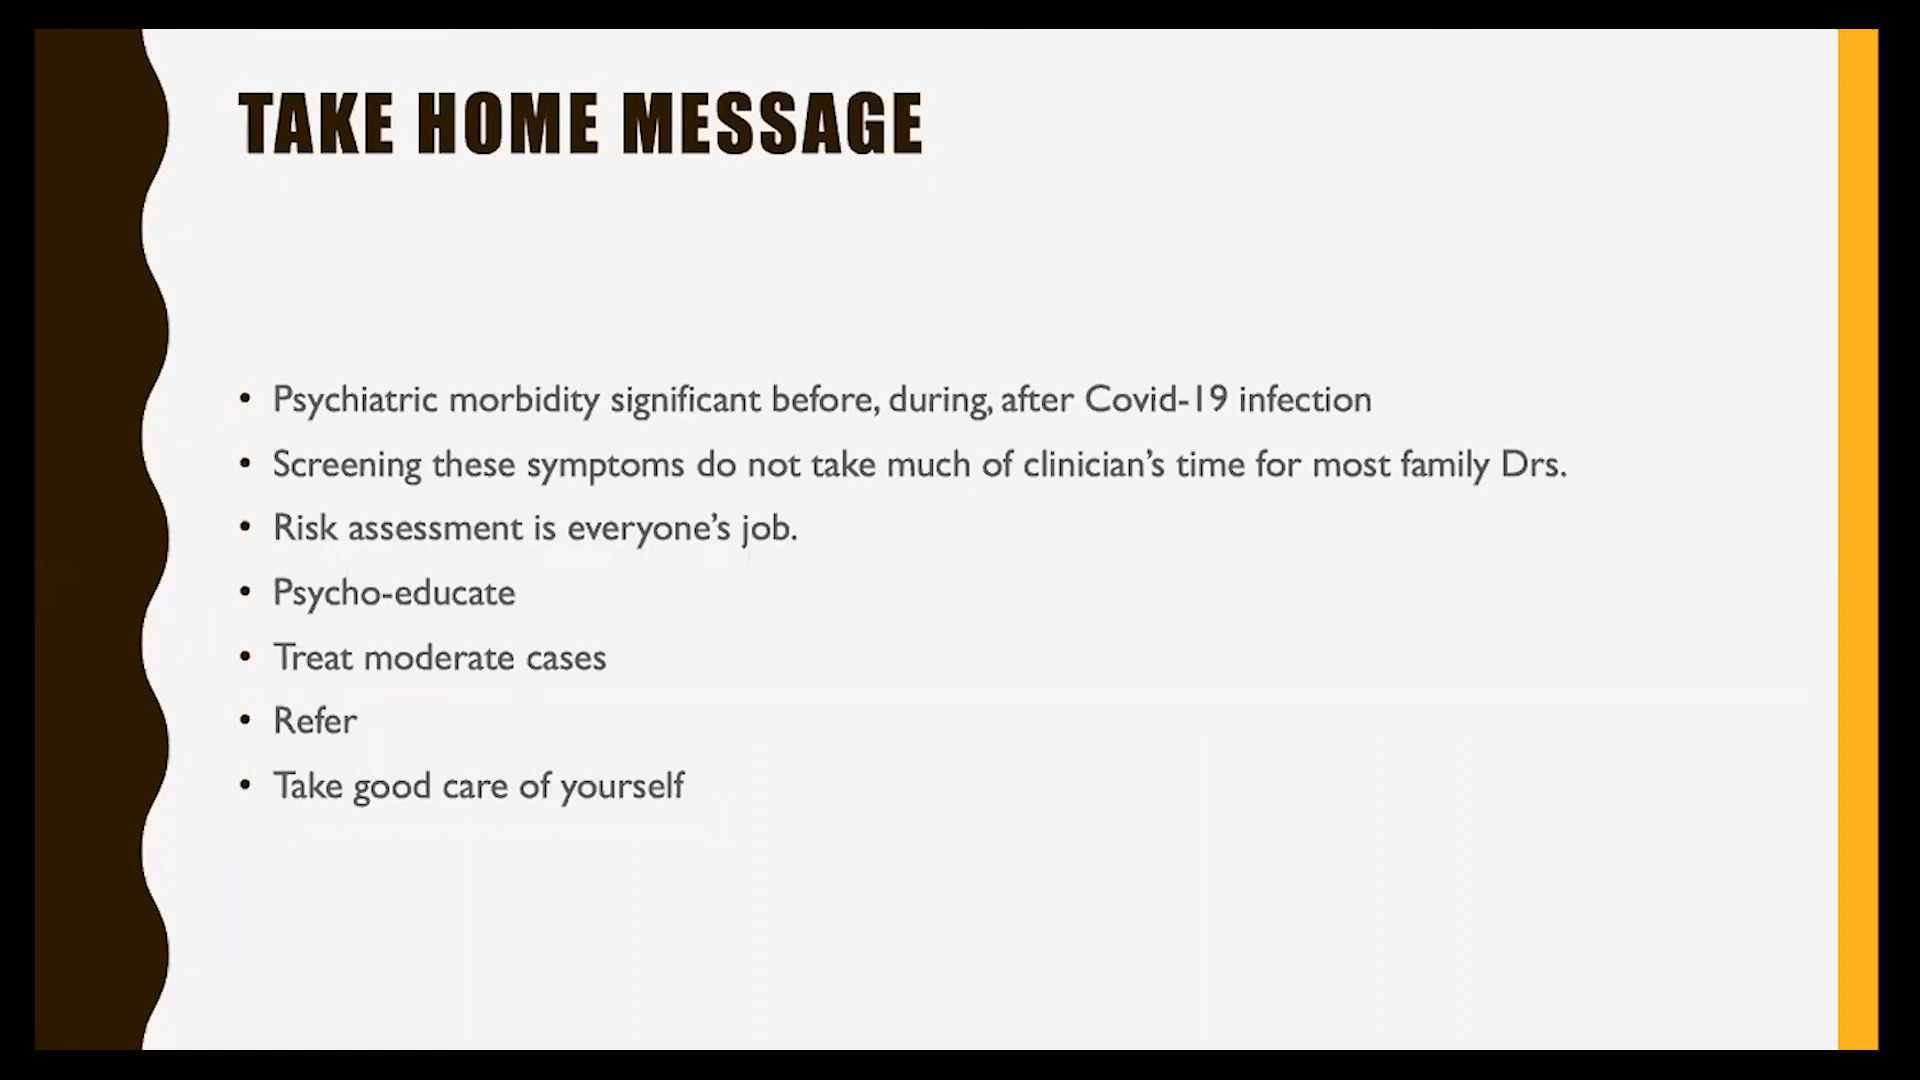 TAKE HOME MESSAGE
• Psychiatric morbidity significant before, during, after Covid-19 infection
• Screening these symptoms do not take much of clinician’s time for most family Drs.
• Risk assessment is everyone’s job.
• Psycho-educate
• Treat moderate cases
• Refer
• Take good care of yourself